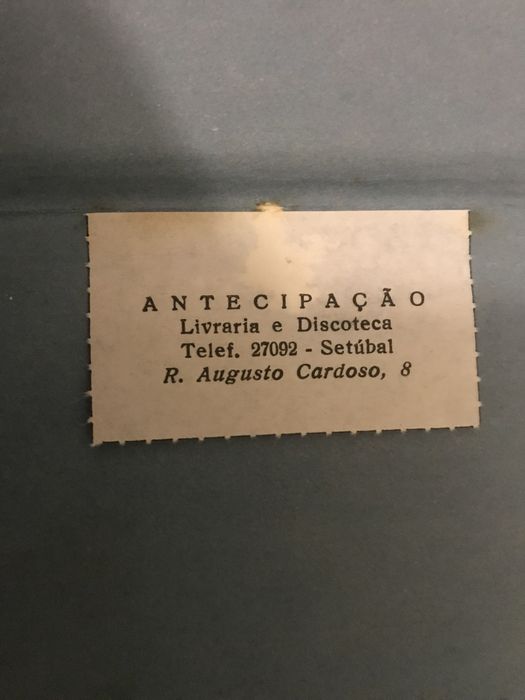 ANTECIPAÇÃO
Livraria e Discoteca
Telef. 27092 - Setúbal
R. Augusto Cardoso, 8